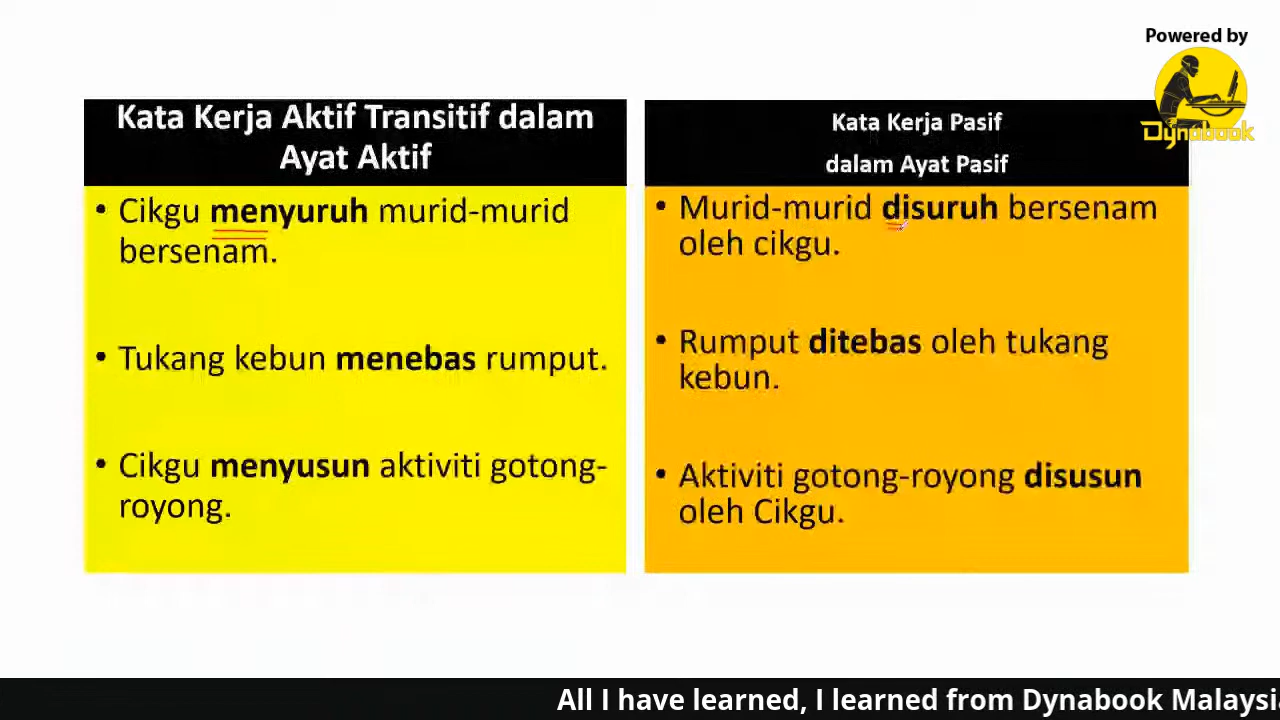 Powered by
Dynabook
Kata Kerja Aktif Transitif dalam
Ayat Aktif
• Cikgu menyuruh murid-murid
bersenam.
• Tukang kebun menebas rumput.
• Cikgu menyusun aktiviti gotong-
royong.
Kata Kerja Pasif
dalam Ayat Pasif
• Murid-murid disuruh bersenam
oleh cikgu.
• Rumput ditebas oleh tukang
kebun.
• Aktiviti gotong-royong disusun
oleh Cikgu.
All I have learned, I learned from Dynabook Malaysi